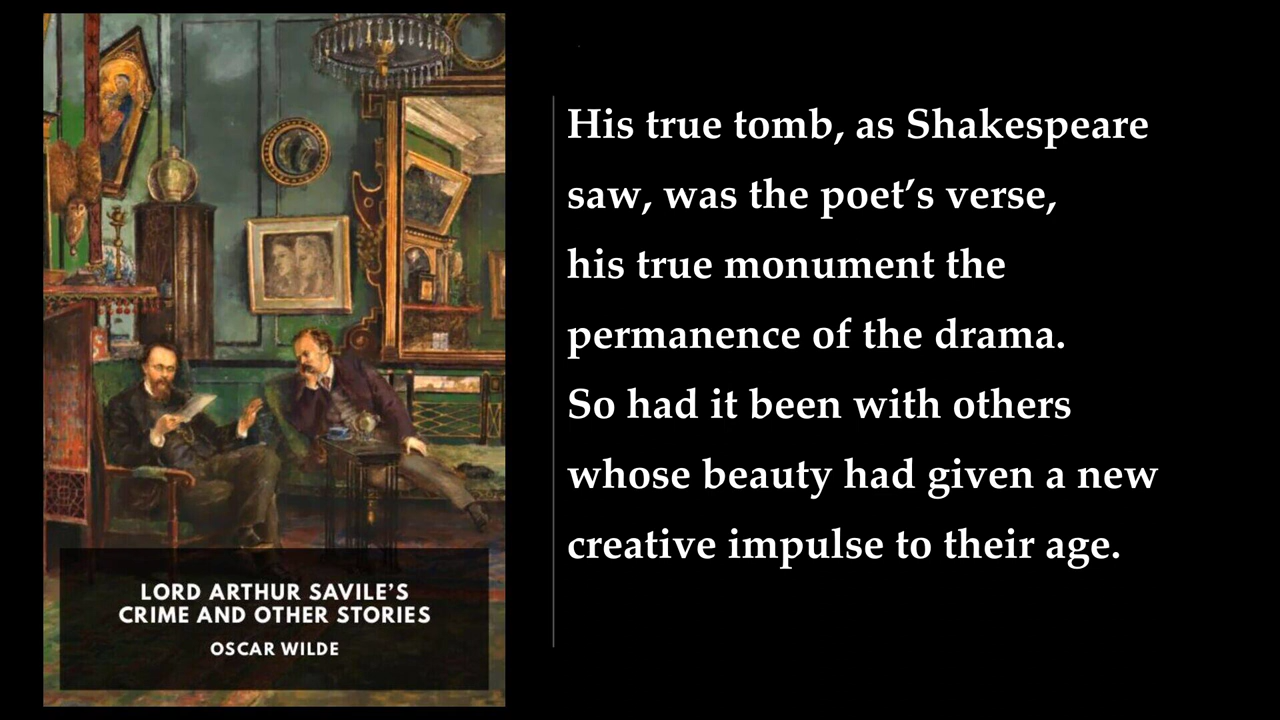 His true tomb, as Shakespeare
saw, was the poet’s verse,
his true monument the
permanence of the drama.
So had it been with others
whose beauty had given a new
creative impulse to their age.
LORD ARTHUR SAVILE’S
CRIME AND OTHER STORIES
OSCAR WILDE